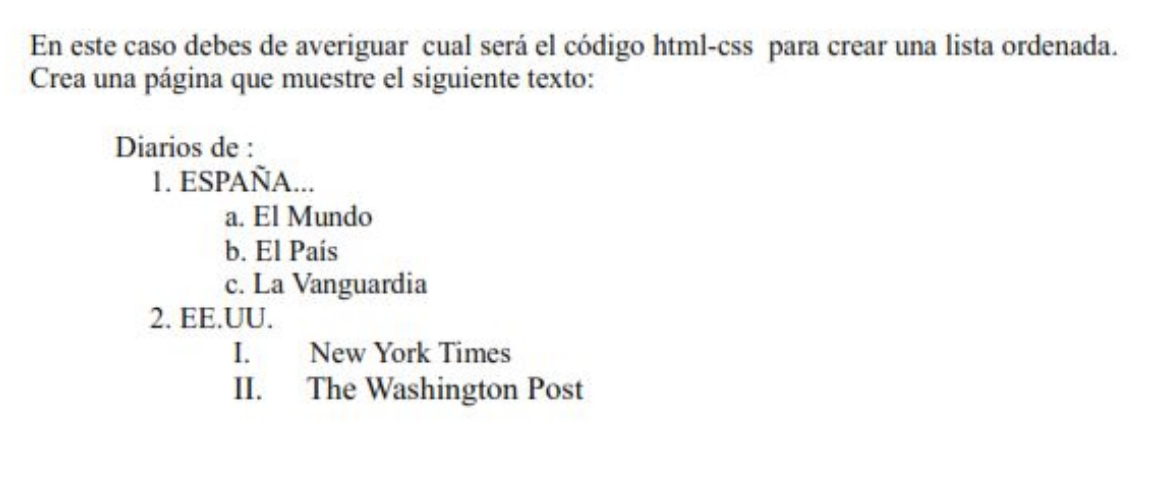 En este caso debes de averiguar cual será el código html-css para crear una lista ordenada.
Crea una página que muestre el siguiente texto:
Diarios de :
1. ESPAÑA...
a. El Mundo
b. El País
c. La Vanguardia
2. EE.UU.
I. New York Times
II. The Washington Post